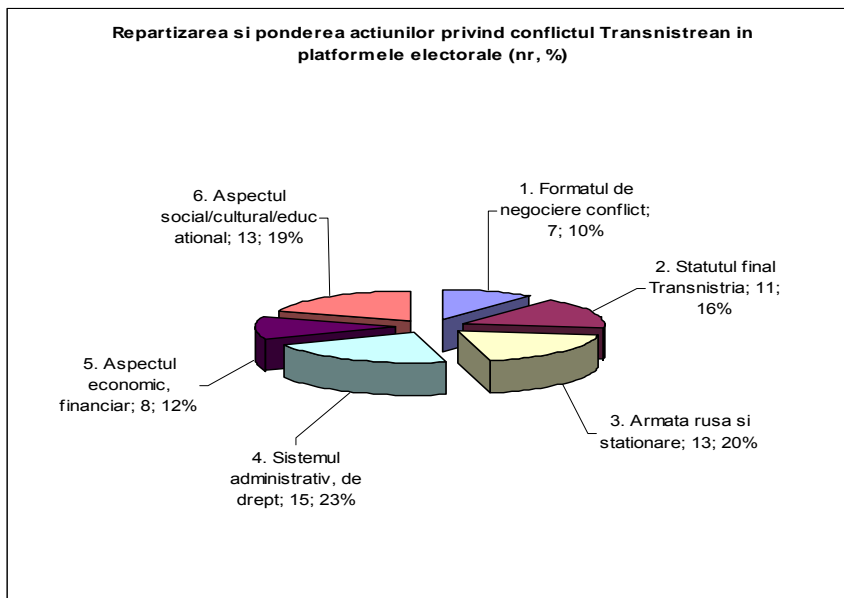 Repartizarea si ponderea actiunilor privind conflictul Transnistrean in
platformele electorale (nr, %)
6. Aspectul
social/cultural/educ
ational; 13; 19%
1. Formatul de
negociere conflict;
7; 10%
2. Statutul final
Transnistria; 11;
16%
5. Aspectul
economic,
financiar; 8; 12%
3. Armata rusa si
stationare; 13; 20%
4. Sistemul
administrativ, de
drept; 15; 23%